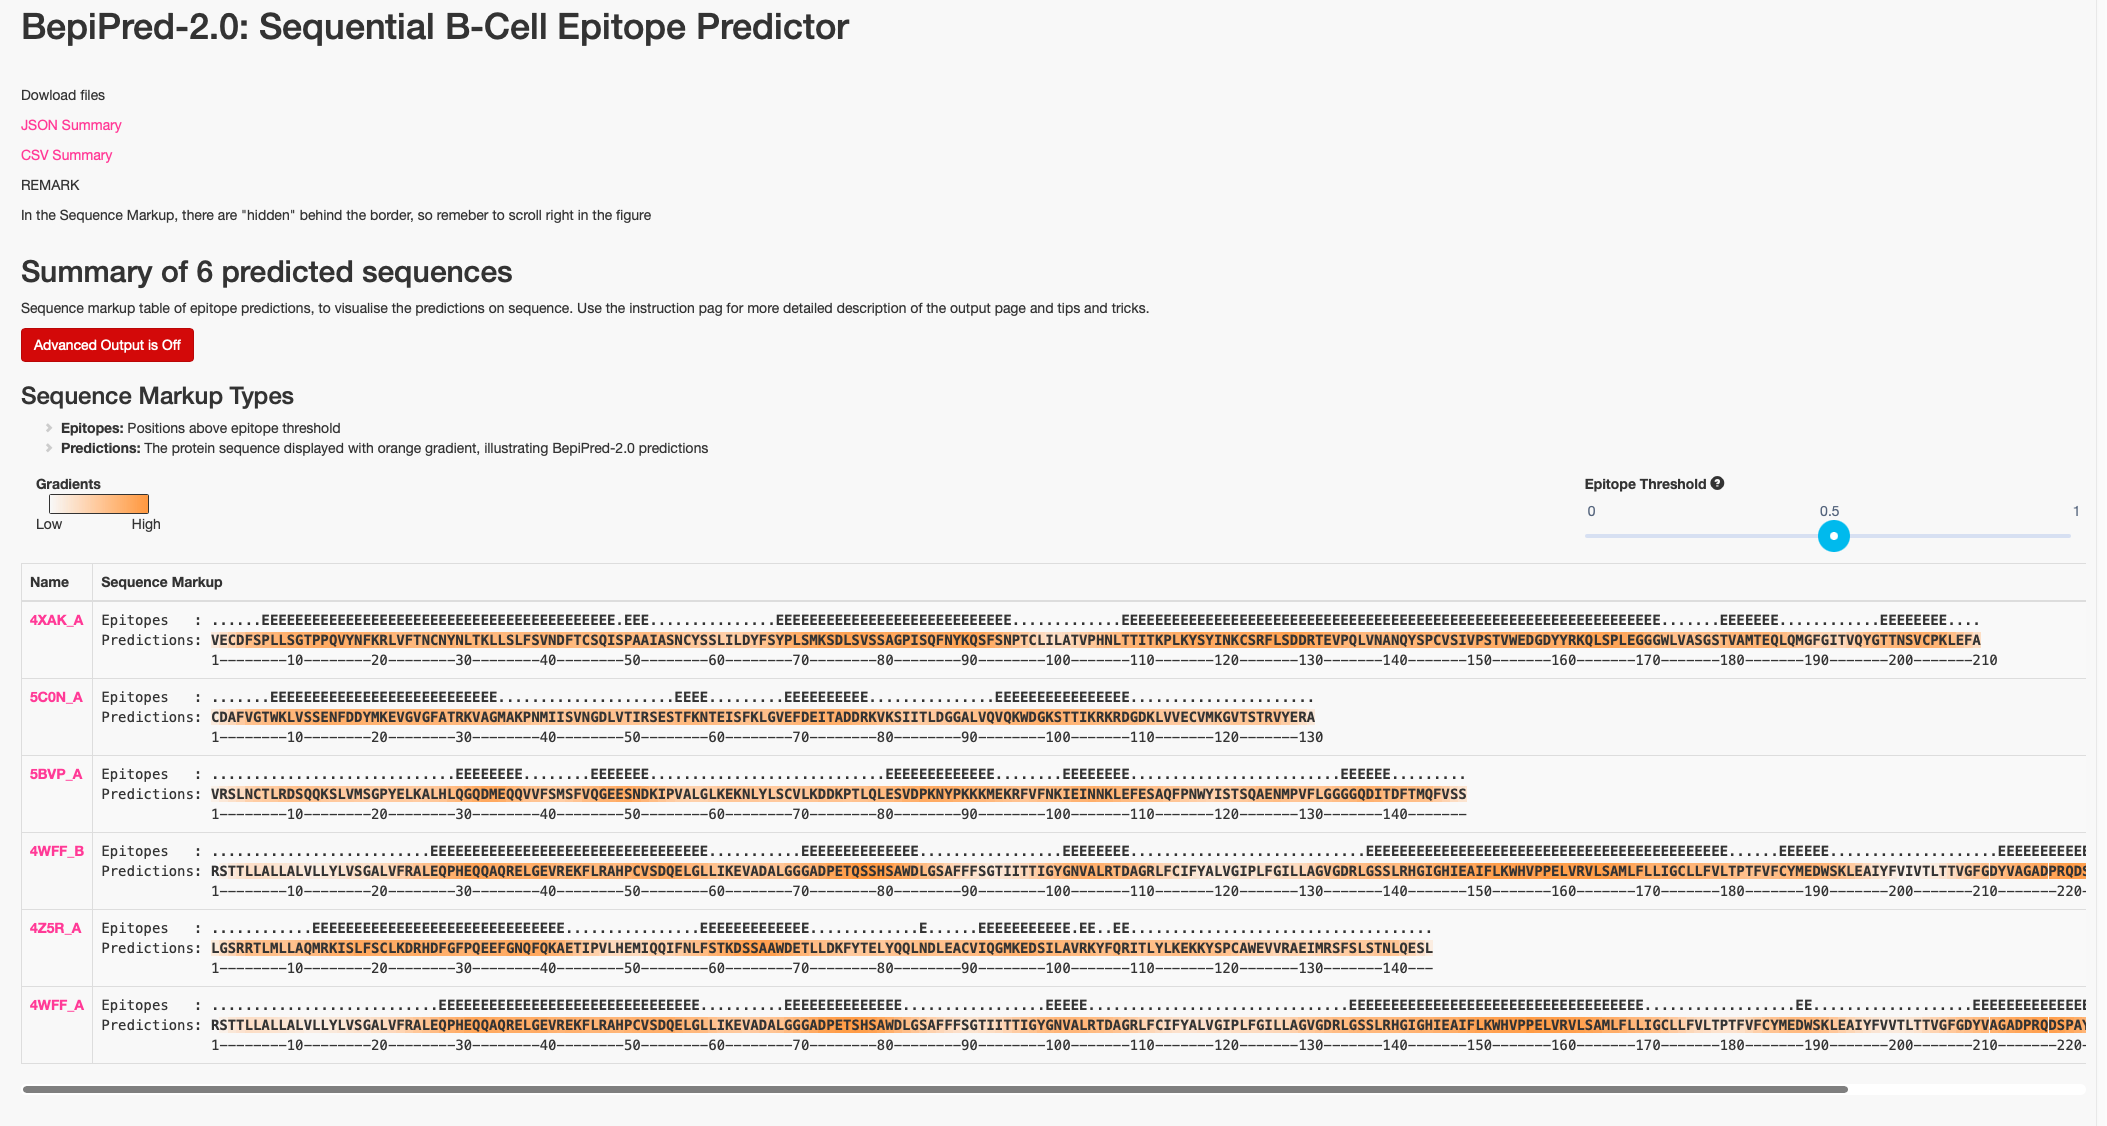 BepiPred-2.0: Sequential B-Cell Epitope Predictor
Dowload files
JSON Summary
CSV Summary
REMARK
In the Sequence Markup, there are "hidden" behind the border, so remeber to scroll right in the figure
Summary of 6 predicted sequences
Sequence markup table of epitope predictions, to visualise the predictions on sequence. Use the instruction pag for more detailed description of the output page and tips and tricks.
Advanced Output is Off
Sequence Markup Types
Epitopes: Positions above epitope threshold
Predictions: The protein sequence displayed with orange gradient, illustrating BepiPred-2.0 predictions
Gradients
Low High
Epitope Threshold
0 0.5 1
Name Sequence Markup
4XAK_A Epitopes : ......EEEEEEEEEEEEEEEEEEEEEEEEEEEEEEEEEEEEEEEEEE.EEE...............EEEEEEEEEEEEEEEEEEEEEEEEEEEE.............EEEEEEEEEEEEEEEEEEEEEEEEEEEEEEEEEEEEEEEEEEEEEEEEEEEEEEEEEEEEEEEE.......EEEEEEE............EEEEEEEE....
Predictions: VECDFSPLLSGTPPQVYNFKRLVFTNCNYNLTKLLSLFSVNDFTCSQISPAAIASNCYSSLILDYFSYPLSMKSDLSVSSAGPISQFNYKQSFSNPTCLILATVPHNLTTITKPLKYSYINKCSRFLSDDRTEVPQLVNANQYSPCVSIVPSTVWEDGDYYRKQLSPLEGGGWLVASGSTVAMTEQLQMGFGITVQYGTTNSVCPKLEFA
1--------10--------20--------30--------40--------50--------60--------70--------80--------90--------100-------110-------120-------130-------140-------150-------160-------170-------180-------190-------200-------210
5C0N_A Epitopes : .......EEEEEEEEEEEEEEEEEEEEEEEEEEE.....................EEEE.........EEEEEEEEEE...............EEEEEEEEEEEEEEEE......................
Predictions: CDAFVGTWKLVSSENFDDYMKEVGVGFATRKVAGMAKPNMIISVNGDLVTIRSESTFKNTEISFKLGVEFDEITADDRKVKSIITLDGGALVQVQKWDGKSTTIKRKRDGDKLVVECVMKGVTSTRVYERA
1--------10--------20--------30--------40--------50--------60--------70--------80--------90--------100-------110-------120-------130
5BVP_A Epitopes : .............................EEEEEEEE........EEEEEEE............................EEEEEEEEEEEEE........EEEEEEEE.........................EEEEEE.........
Predictions: VRSLNCTLRDSQQKSLVMSGPYELKALHLQGQDMEQQVVFSMSFVQGEESNDKIPVALGLKEKNLYLSCVLKDDKPTLQLESVDPKNYPKKKMEKRFVFNKIEINNKLEFESAQFPNWYISTSQAENMPVFLGGGGQDITDFTMQFVSS
1--------10--------20--------30--------40--------50--------60--------70--------80--------90--------100-------110-------120-------130-------140-------
4WFF_B Epitopes : ..........................EEEEEEEEEEEEEEEEEEEEEEEEEEEEEEEEE...........EEEEEEEEEEEEEE.................EEEEEEEE............................EEEEEEEEEEEEEEEEEEEEEEEEEEEEEEEEEEEEEEEEEEE......EEEEEE....................EEEEEEEEEEE
Predictions: RSTTLLALLALVLLYLVSGALVFRALEQPHEQQAQRELGEVREKFLRAHPCVSDQELGLLIKEVADALGGGADPETQSSHSAWDLGSAFFFSGTIITTIGYGNVALRTDAGRLFCIFYALVGIPLFGILLAGVGDRLGSSLRHGIGHIEAIFLKWHVPPELVRVLSAMLFLLIGCLLFVLTPTFVFCYMEDWSKLEAIYFVIVTLTTVGFGDYVAGADPRQDS
1--------10--------20--------30--------40--------50--------60--------70--------80--------90--------100-------110-------120-------130-------140-------150-------160-------170-------180-------190-------200-------210-------220-
4Z5R_A Epitopes : ............EEEEEEEEEEEEEEEEEEEEEEEEEEEEEE................EEEEEEEEEEEEE.............E......EEEEEEEEEEE.EE..EE....................................
Predictions: LGSRRTLMLLAQMRKISLFSCLKDRHDFGFPQEEFGNQFQKAETIPVLHEMIQQIFNLFSTKDSSAAWDETLLDKFYTELYQQLNDLEACVIQGMKEDSILAVRKYFQRITLYLKEKKYSPCAWEVVRAEIMRSFSLSTNLQESL
1--------10--------20--------30--------40--------50--------60--------70--------80--------90--------100-------110-------120-------130-------140---
4WFF_A Epitopes : ...........................EEEEEEEEEEEEEEEEEEEEEEEEEEEEEEE..........EEEEEEEEEEEEEE.................EEEEE...............................EEEEEEEEEEEEEEEEEEEEEEEEEEEEEEEEEEE..................EE...................EEEEEEEEEEEEEE
Predictions: RSTTLLALLALVLLYLVSGALVFRALEQPHEQQAQRELGEVREKFLRAHPCVSDQELGLLIKEVADALGGGADPETSHSAWDLGSAFFFSGTIITTIGYGNVALRTDAGRLFCIFYALVGIPLFGILLAGVGDRLGSSLRHGIGHIEAIFLKWHVPPELVRVLSAMLFLLIGCLLFVLTPTFVFCYMEDWSKLEAIYFVVTLTTVGFGDYVAGADPRQDSPAY
1--------10--------20--------30--------40--------50--------60--------70--------80--------90--------100-------110-------120-------130-------140-------150-------160-------170-------180-------190-------200-------210-------220-